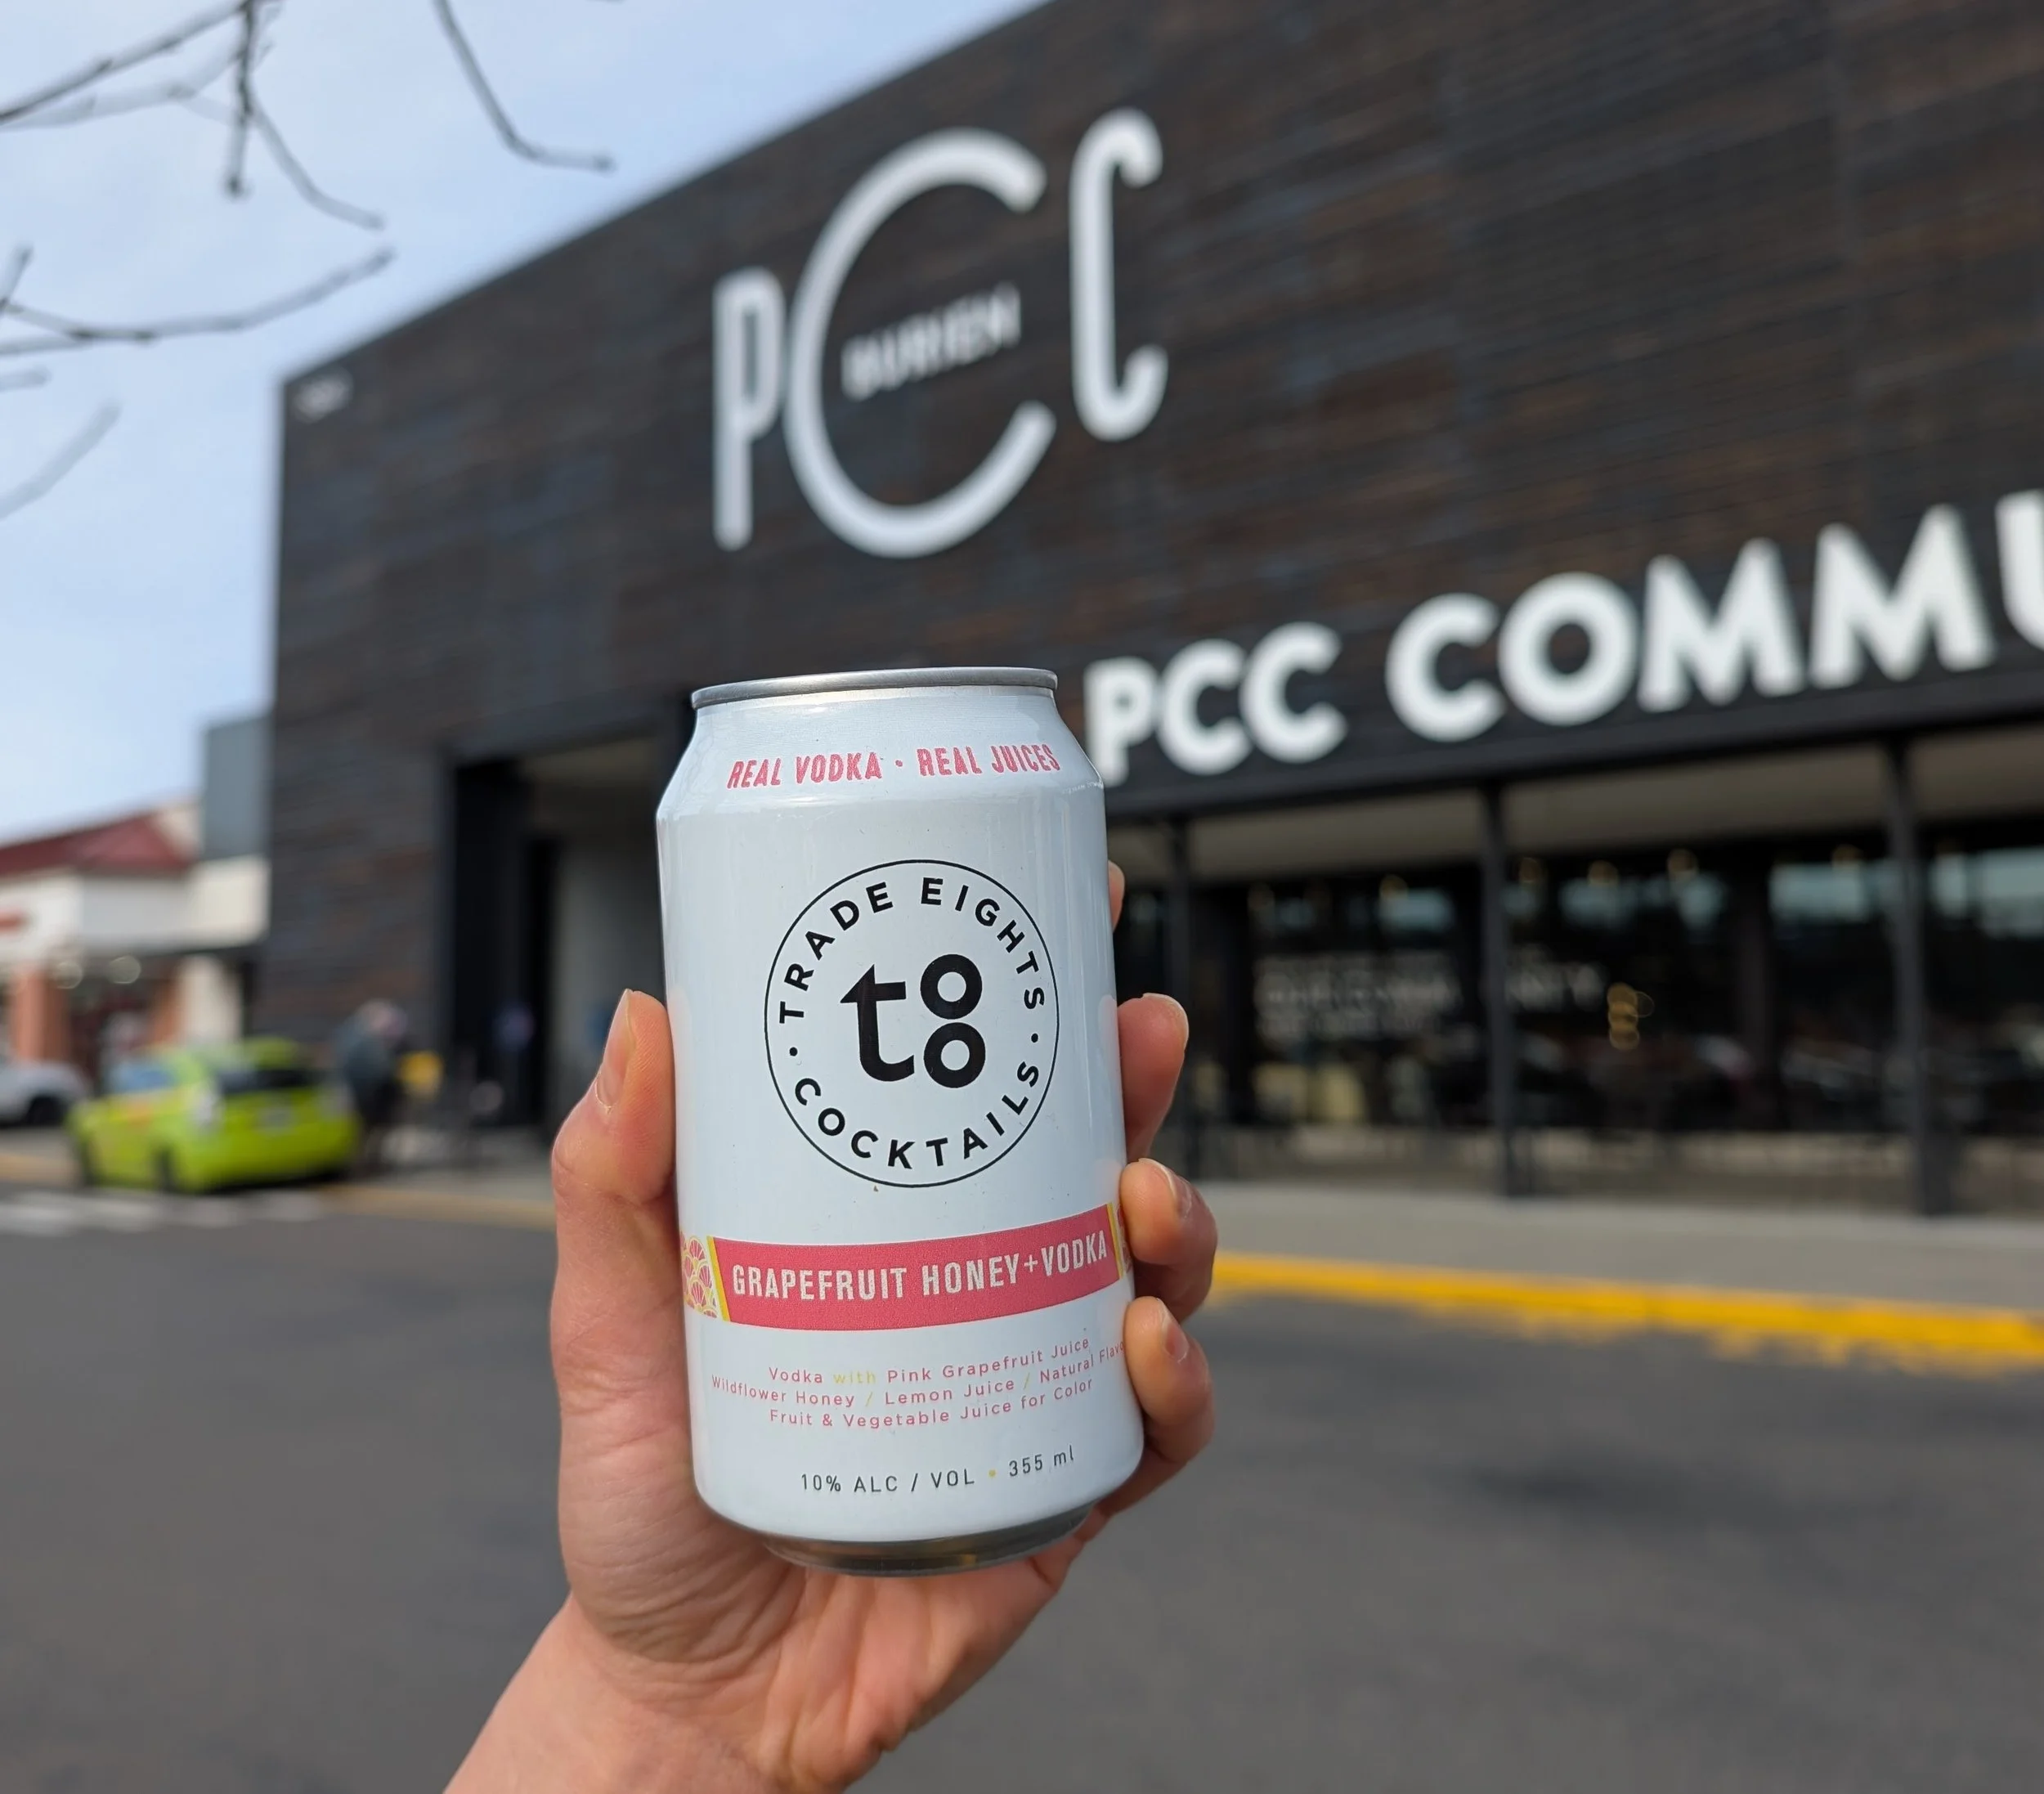 PCC
BURIEN
PCC COMMU
REAL VODKA · REAL JUICES
· TRADE EIGHTS ·
t8
COCKTAILS
GRAPEFRUIT HONEY+VODKA
Vodka with Pink Grapefruit Juice
Wildflower Honey / Lemon Juice / Natural Flavo
Fruit & Vegetable Juice for Color
10% ALC / VOL • 355 ml